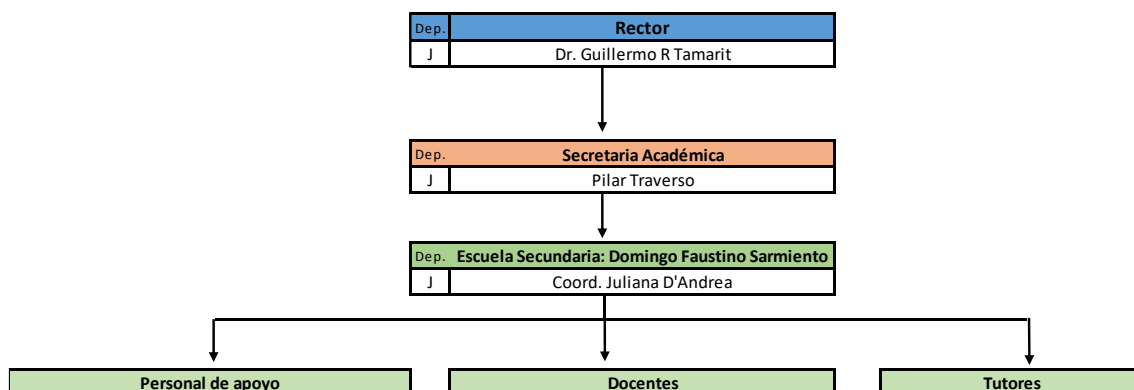 Dep. Rector
J Dr. Guillermo R Tamarit
Dep. Secretaria Académica
J Pilar Traverso
Dep. Escuela Secundaria: Domingo Faustino Sarmiento
J Coord. Juliana D'Andrea
Personal de apoyo Docentes Tutores